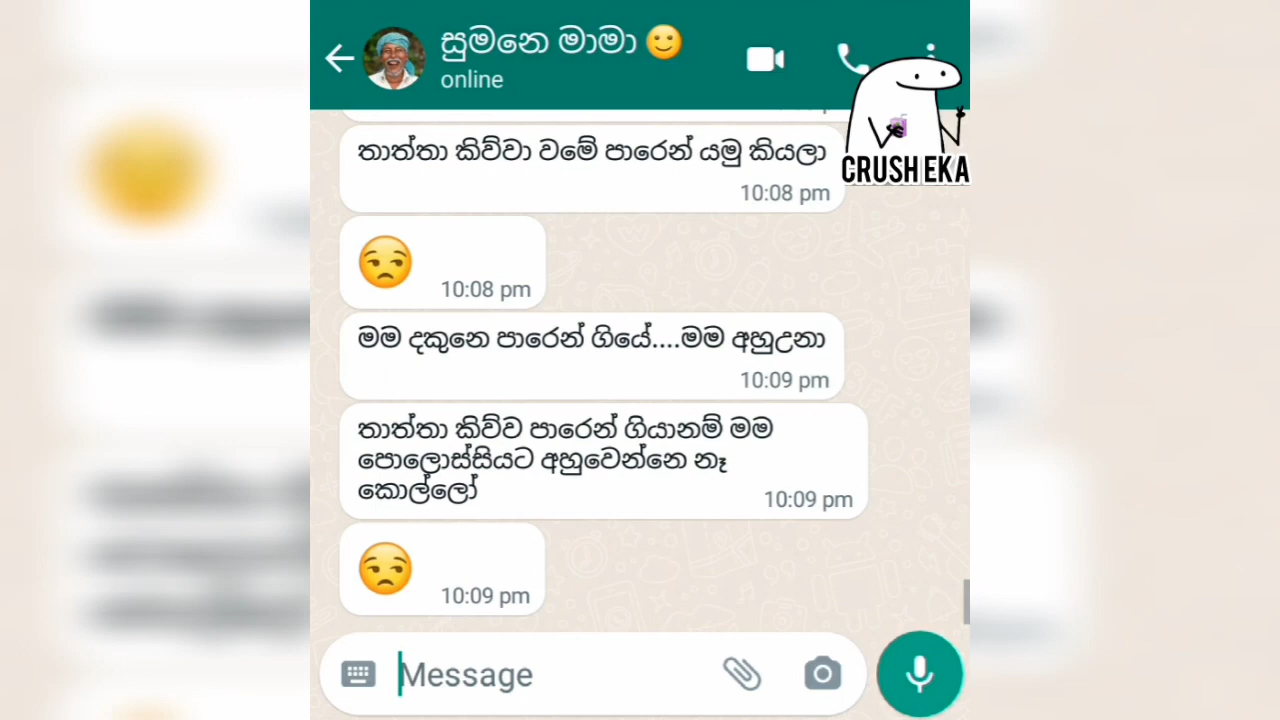 සුමනෙ මාමා 🙂
online
CRUSH EKA
තාත්තා කිව්වා වමේ පාරෙන් යමු කියලා
10:08 pm
😒
10:08 pm
මම දකුනෙ පාරෙන් ගියේ....මම අහුඋනා
10:09 pm
තාත්තා කිව්ව පාරෙන් ගියානම් මම
පොලොස්සියට අහුවෙන්නෙ නෑ
කොල්ලෝ
10:09 pm
😒
10:09 pm
Message